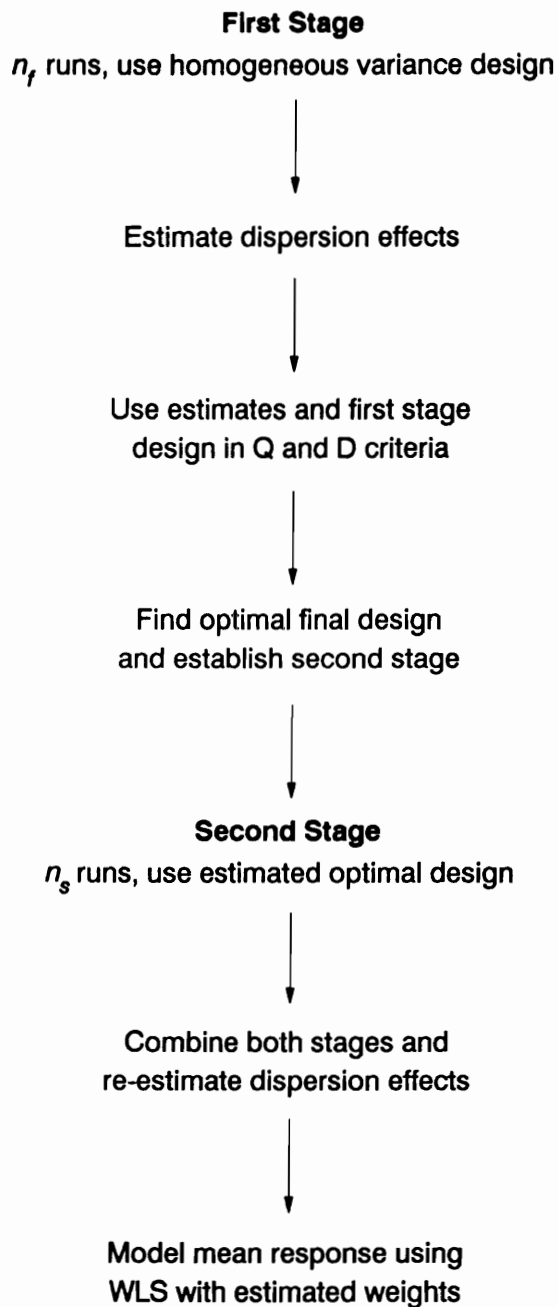 First Stage
n_f runs, use homogeneous variance design
Estimate dispersion effects
Use estimates and first stage
design in Q and D criteria
Find optimal final design
and establish second stage
Second Stage
n_s runs, use estimated optimal design
Combine both stages and
re-estimate dispersion effects
Model mean response using
WLS with estimated weights